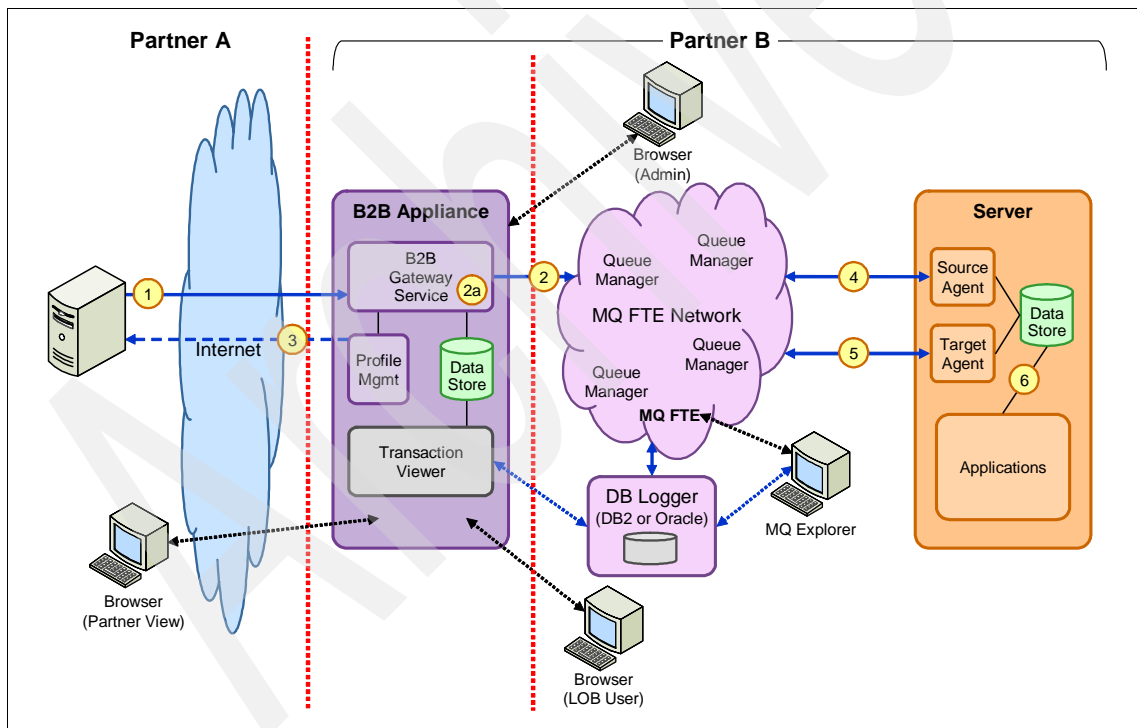 Partner A
Partner B
Browser
(Admin)
B2B Appliance
B2B
Gateway
Service
2a
1
2
3
Internet
Profile
Mgmt
Data
Store
Transaction
Viewer
Queue
Manager
Queue
Manager
MQ FTE Network
Queue
Manager
Queue
Manager
MQ FTE
4
5
Server
Source
Agent
Target
Agent
Data
Store
6
Applications
DB Logger
(DB2 or Oracle)
MQ Explorer
Browser
(Partner View)
Browser
(LOB User)
Archive